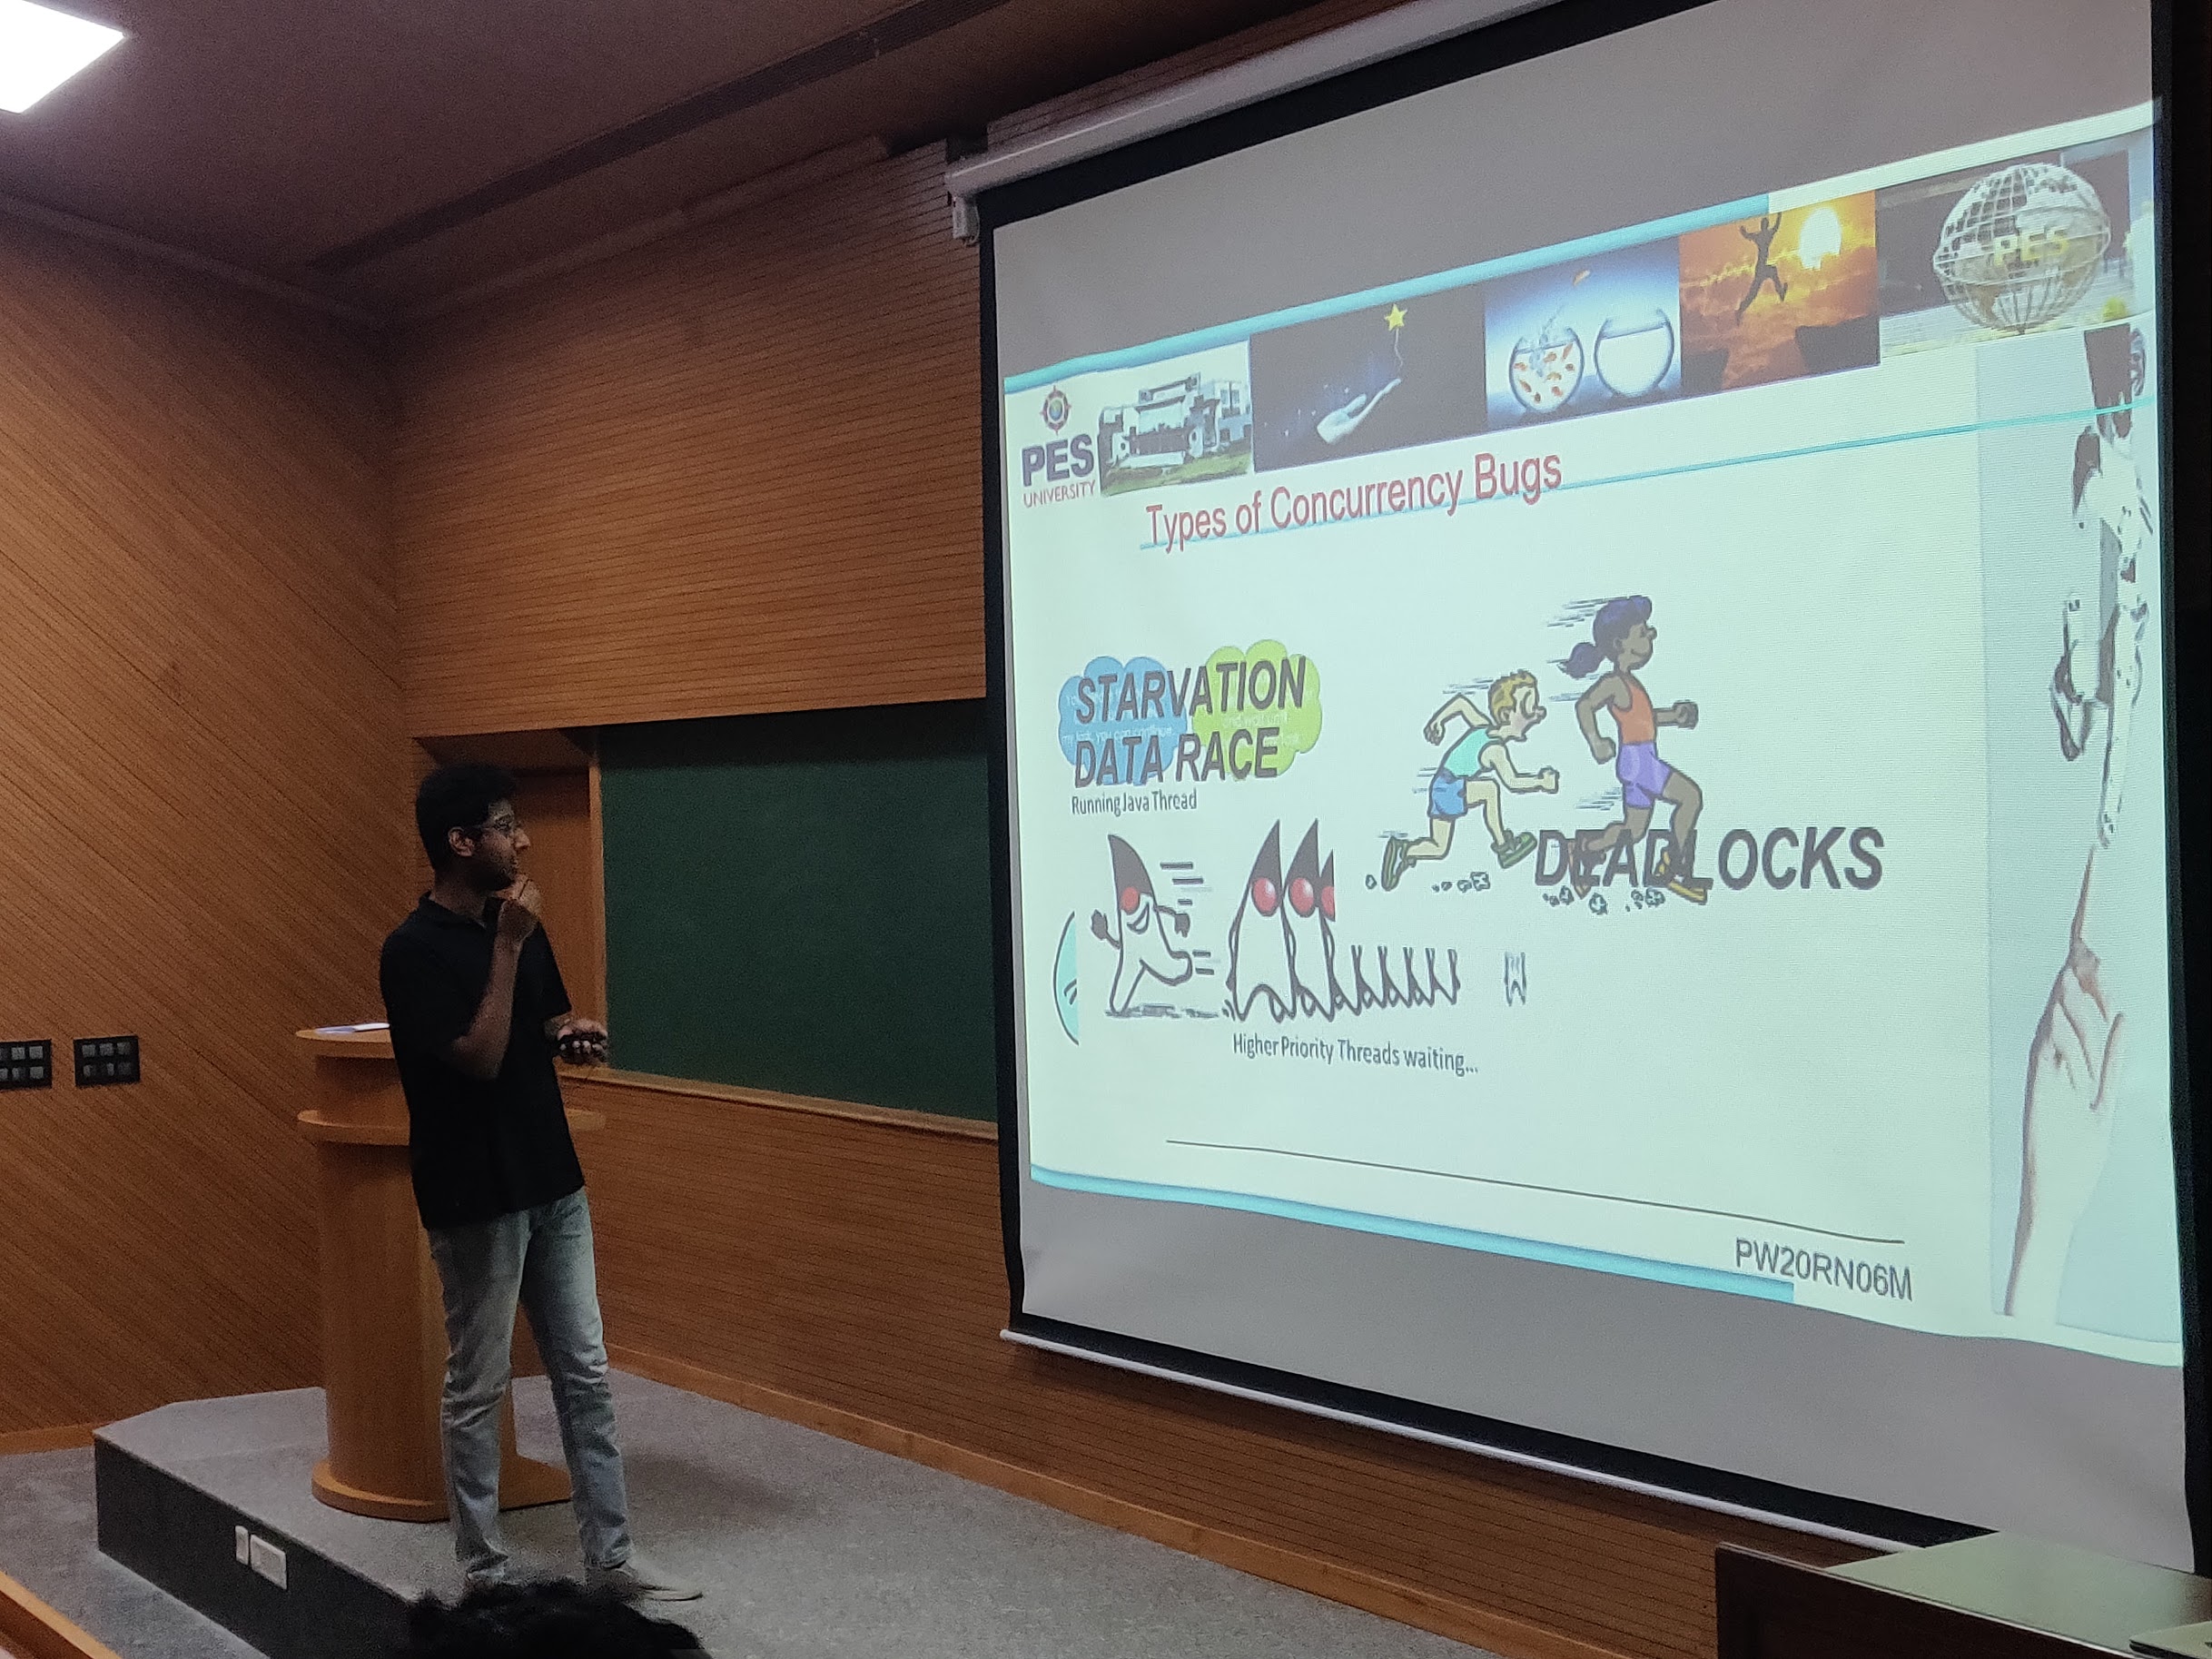 PES
PES
UNIVERSITY
Types of Concurrency Bugs
STARVATION
DATA RACE
Running Java Thread
DEADLOCKS
Higher Priority Threads waiting...
PW20RN06M